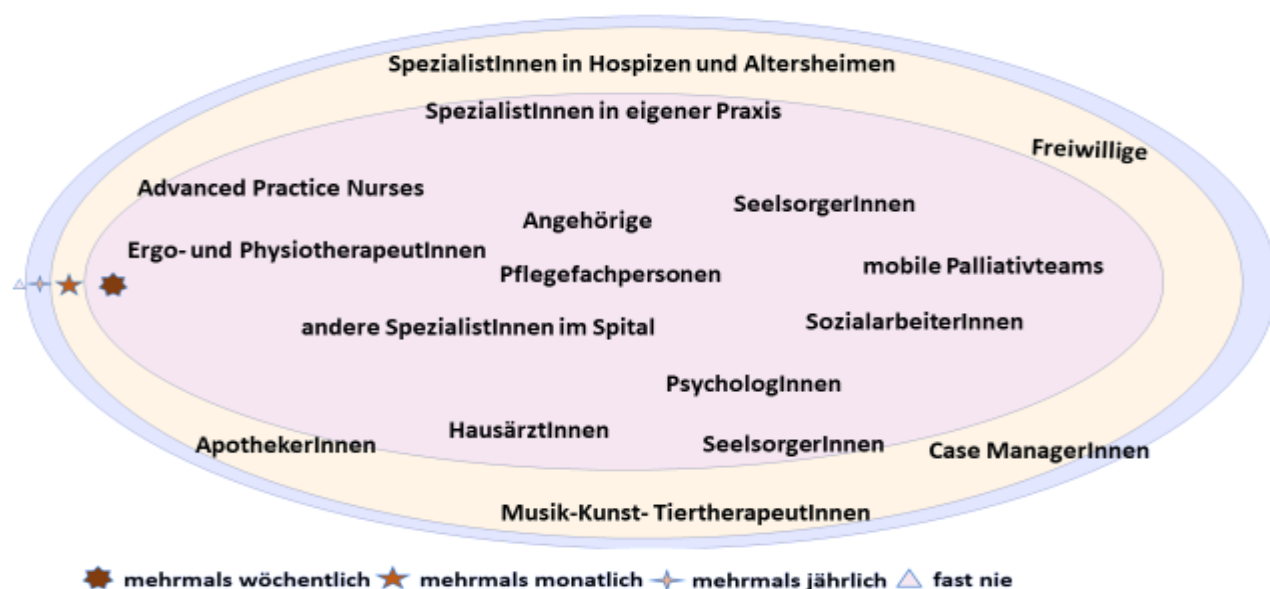 SpezialistInnen in Hospizen und Altersheimen
SpezialistInnen in eigener Praxis
Freiwillige
Advanced Practice Nurses
SeelsorgerInnen
Angehörige
Ergo- und PhysiotherapeutInnen
mobile Palliativteams
Pflegefachpersonen
SozialarbeiterInnen
andere SpezialistInnen im Spital
PsychologInnen
HausärztInnen
ApothekerInnen
SeelsorgerInnen
Case ManagerInnen
Musik-Kunst- TiertherapeutInnen
mehrmals wöchentlich mehrmals monatlich mehrmals jährlich fast nie